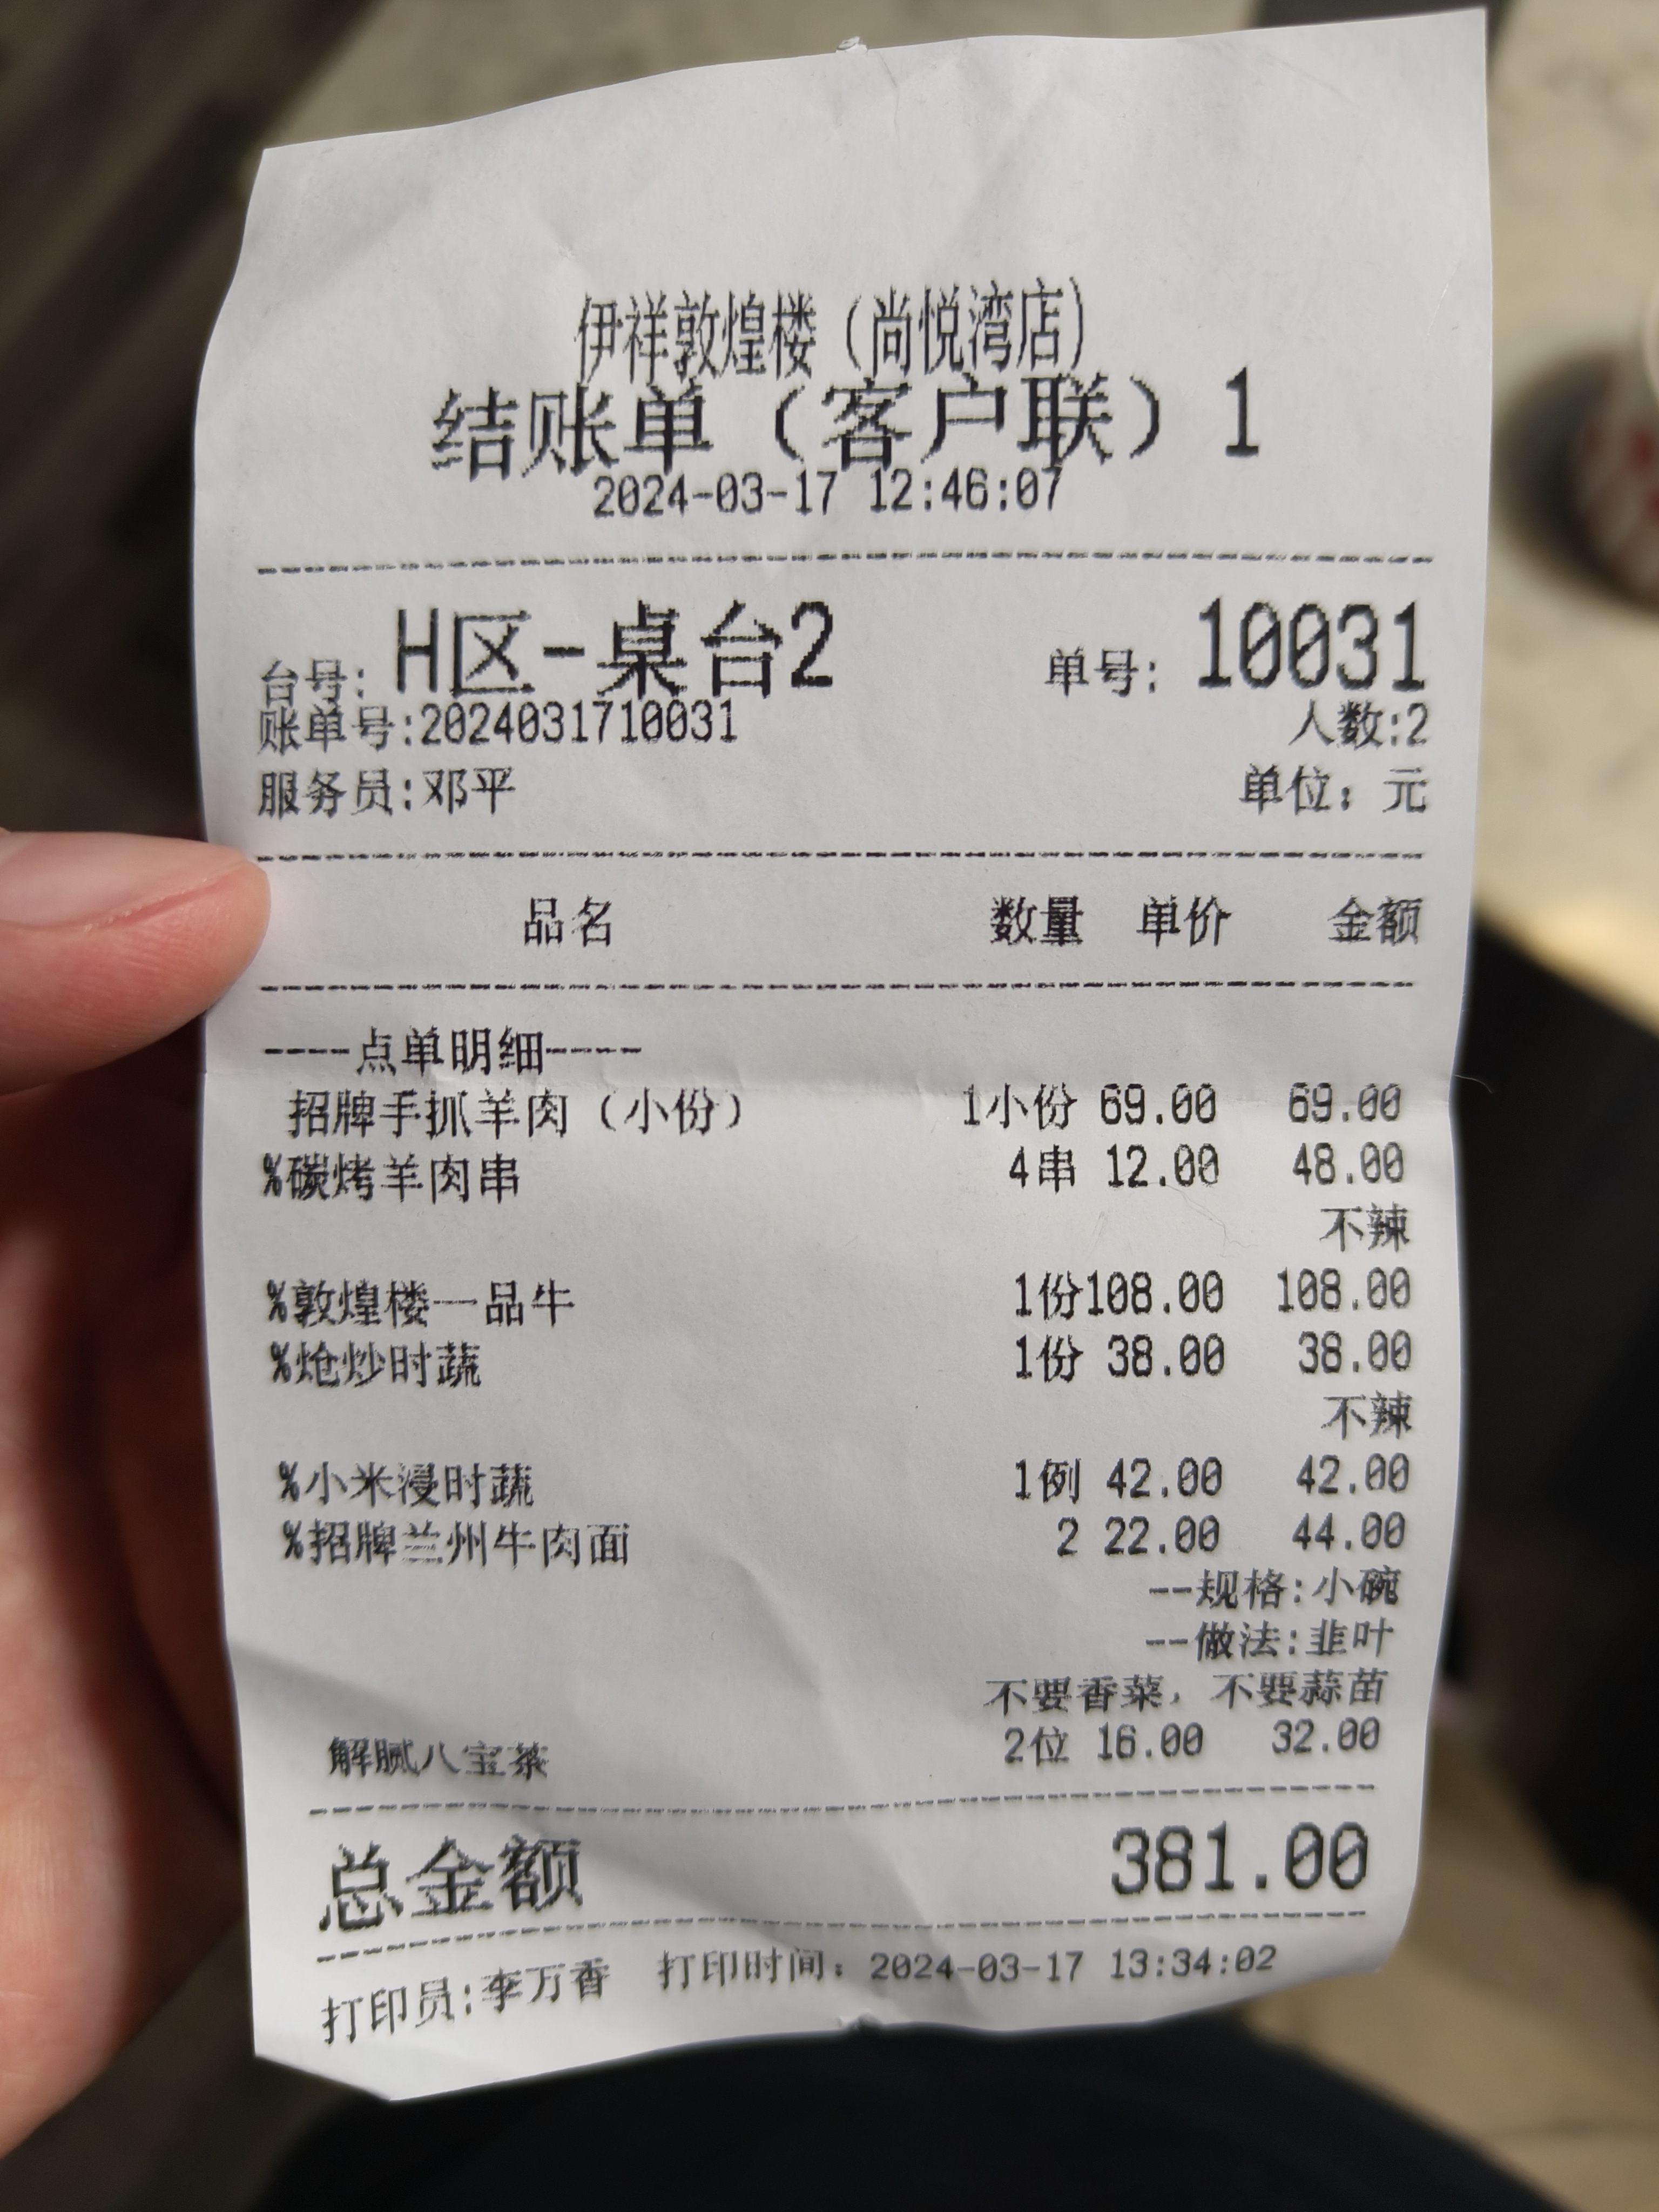 伊祥敦煌楼（尚悦湾店）
结账单（客户联）1
2024-03-17 12:46:07
台号: H区-桌台2 单号: 10031
账单号:2024031710031 人数:2
服务员:邓平 单位：元
品名 数量 单价 金额
----点单明细----
招牌手抓羊肉（小份） 1小份 69.00 69.00
%碳烤羊肉串 4串 12.00 48.00
不辣
%敦煌楼一品牛 1份108.00 108.00
%炝炒时蔬 1份 38.00 38.00
不辣
%小米浸时蔬 1例 42.00 42.00
%招牌兰州牛肉面 2 22.00 44.00
--规格:小碗
--做法:韭叶
不要香菜，不要蒜苗
解腻八宝茶 2位 16.00 32.00
总金额 381.00
打印员:李万香 打印时间：2024-03-17 13:34:02